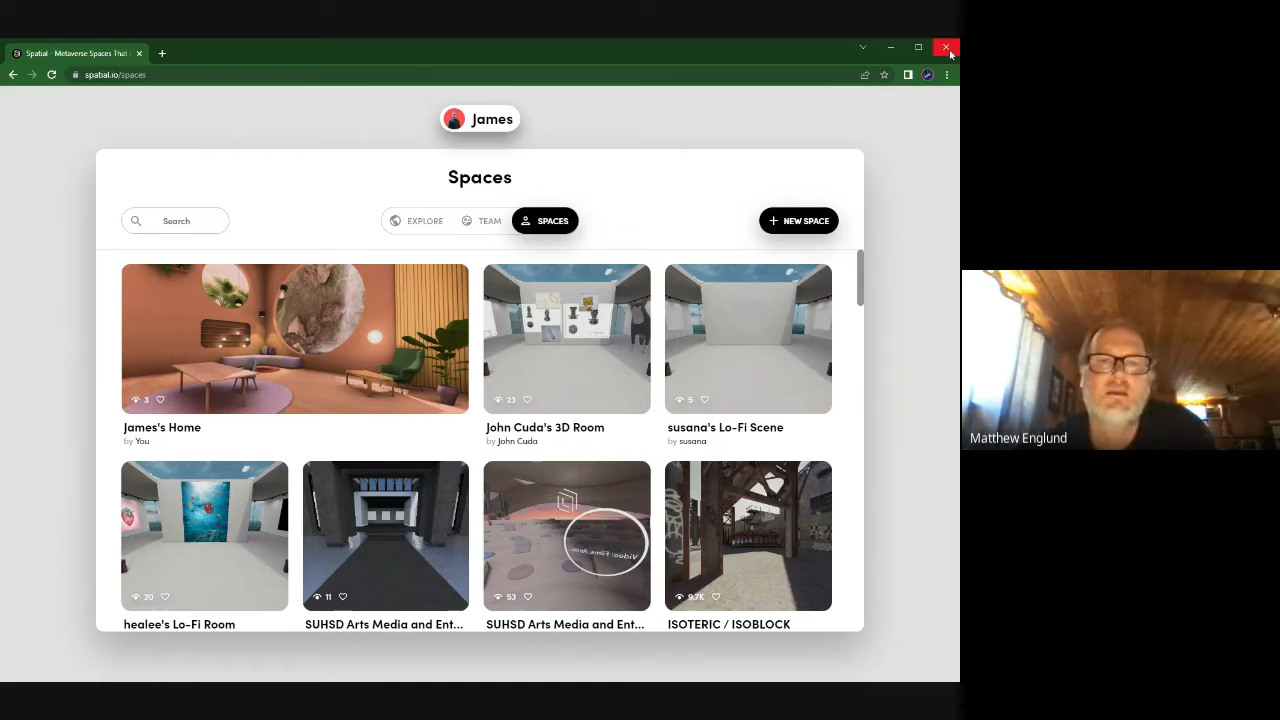 Spatial - Metaverse Spaces That
spatial.io/spaces
James
Spaces
Search
EXPLORE
TEAM
SPACES
NEW SPACE
3
23
5
James's Home
John Cuda's 3D Room
susana's Lo-Fi Scene
by You
by John Cuda
by susana
Video: Films, Anim
20
11
53
9.7K
healee's Lo-Fi Room
SUHSD Arts Media and Ent...
SUHSD Arts Media and Ent...
ISOTERIC / ISOBLOCK
Matthew Englund